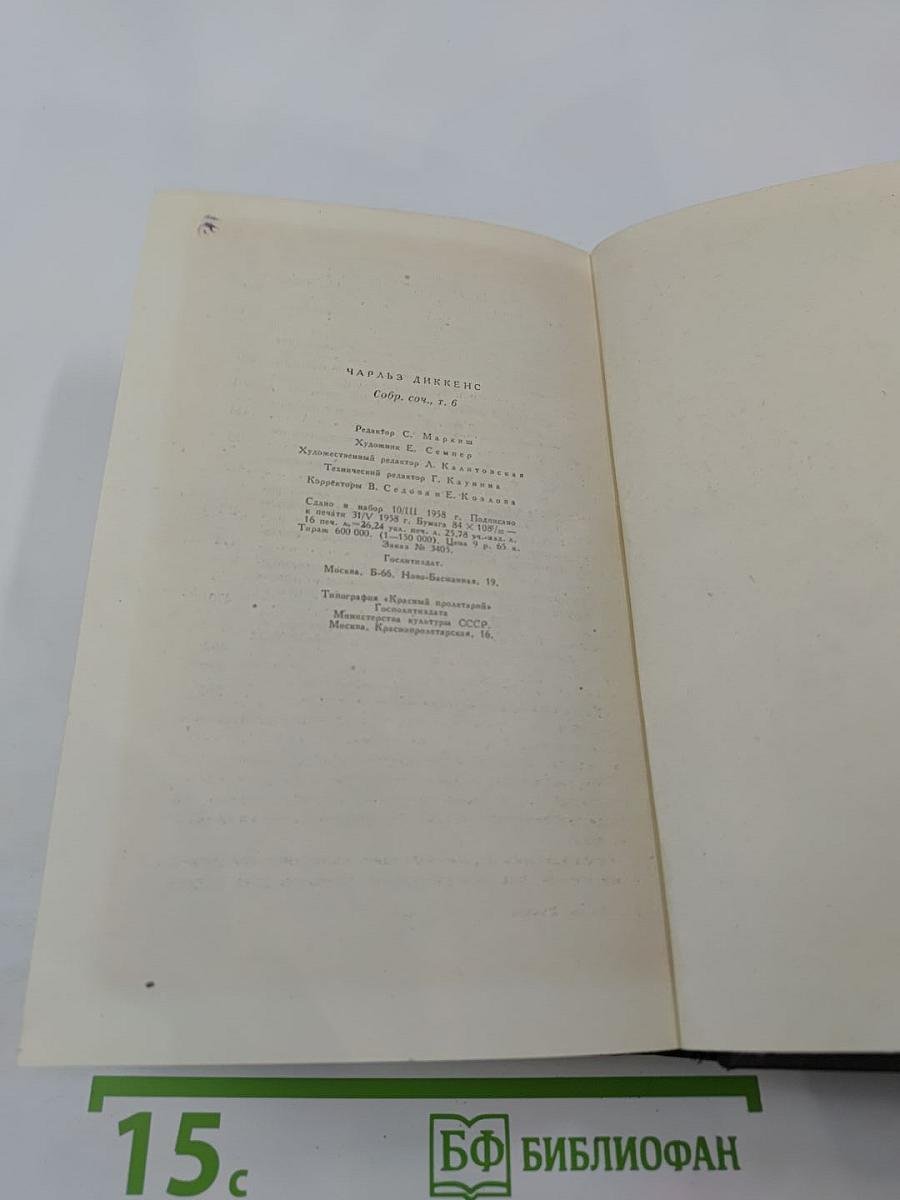 ЧАРЛЬЗ ДИККЕНС
Собр. соч., т. 6
Редактор С. Маркиш
Художник Е. Семпер
Художественный редактор Л. Калитовская
Технический редактор Г. Каунина
Корректоры В. Седова и Е. Козлова
Сдано в набор 10/III 1958 г. Подписано
к печати 31/V 1958 г. Бумага 84 × 108¹/₃₂—
16 печ. л.=26,24 усл. печ. л. 25,78 уч.-изд. л.
Тираж 600 000. (1—150 000). Цена 9 р. 65 к.
Заказ № 3405.
Гослитиздат.
Москва, Б-66, Ново-Басманная, 19.
Типография «Красный пролетарий»
Госполитиздата
Министерства культуры СССР.
Москва, Краснопролетарская, 16.
15 с
БФ БИБЛИОФАН